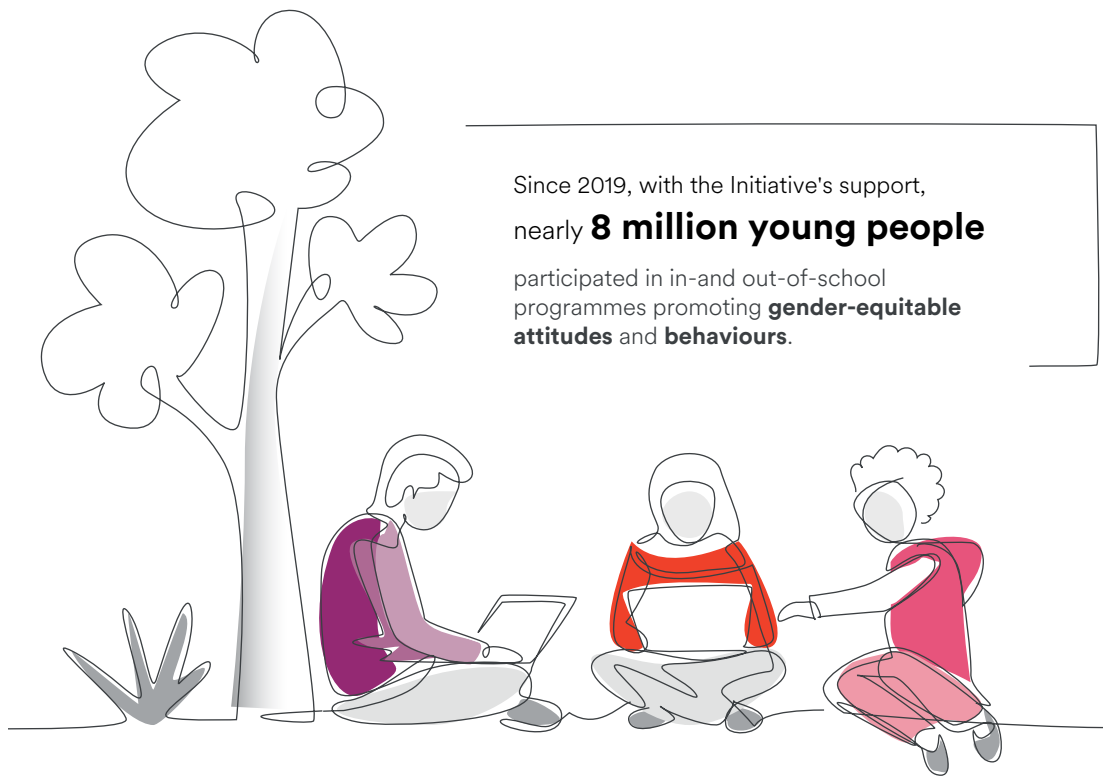 Since 2019, with the Initiative's support,
nearly 8 million young people
participated in in-and out-of-school
programmes promoting gender-equitable
attitudes and behaviours.